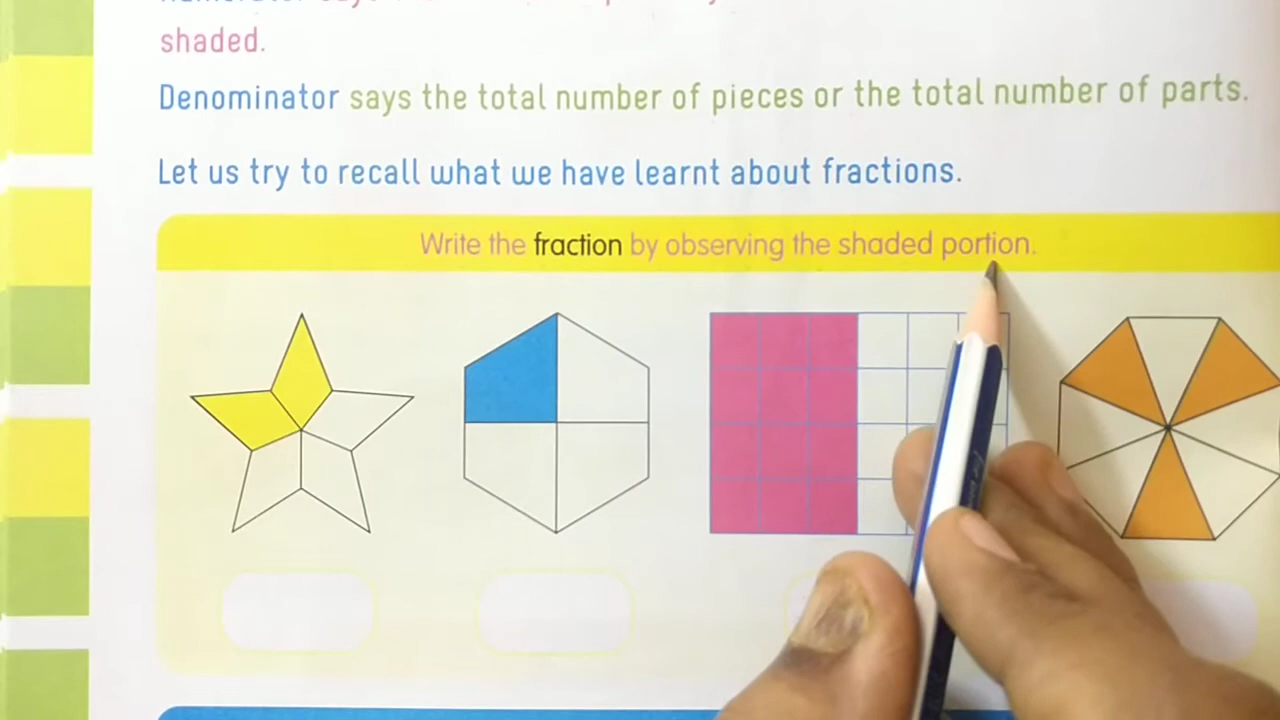 shaded.
Denominator says the total number of pieces or the total number of parts.
Let us try to recall what we have learnt about fractions.
Write the fraction by observing the shaded portion.